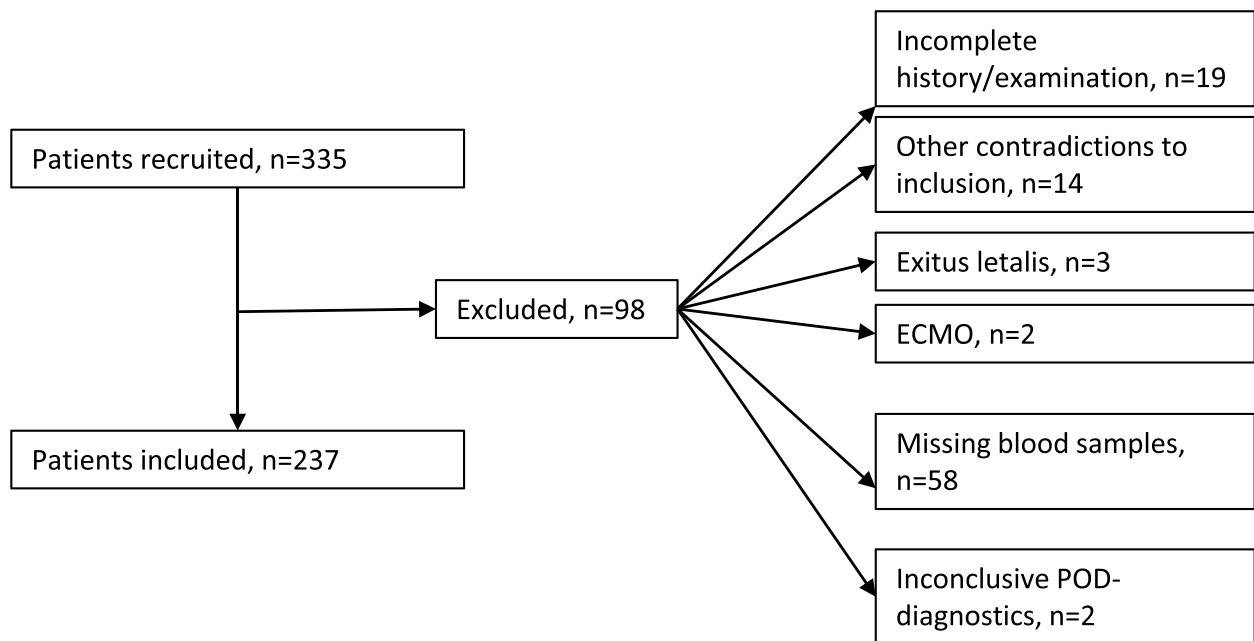 Patients recruited, n=335
Excluded, n=98
Patients included, n=237
Incomplete
history/examination, n=19
Other contradictions to
inclusion, n=14
Exitus letalis, n=3
ECMO, n=2
Missing blood samples,
n=58
Inconclusive POD-
diagnostics, n=2